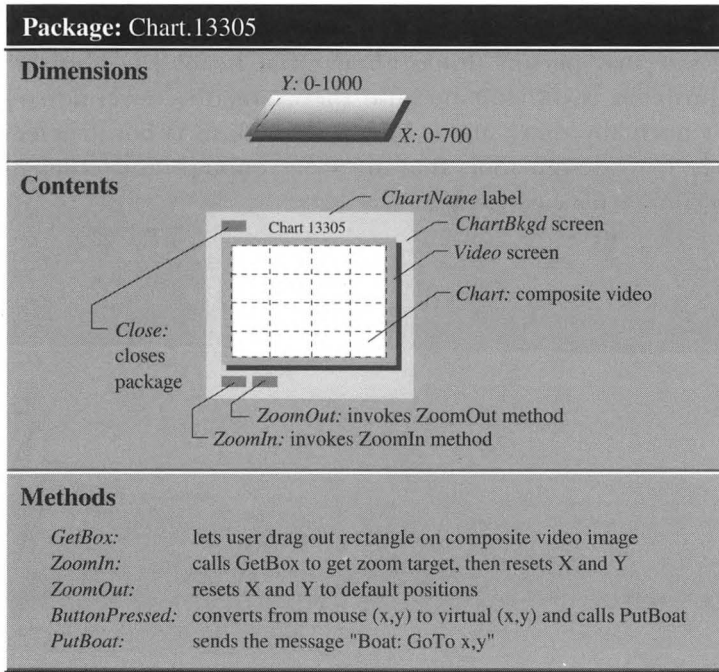 Package: Chart.13305
Dimensions
Y: 0-1000
X: 0-700
Contents
ChartName label
Chart 13305
ChartBkgd screen
Video screen
Chart: composite video
Close:
closes
package
ZoomOut: invokes ZoomOut method
ZoomIn: invokes ZoomIn method
Methods
GetBox: lets user drag out rectangle on composite video image
ZoomIn: calls GetBox to get zoom target, then resets X and Y
ZoomOut: resets X and Y to default positions
ButtonPressed: converts from mouse (x,y) to virtual (x,y) and calls PutBoat
PutBoat: sends the message "Boat: GoTo x,y"